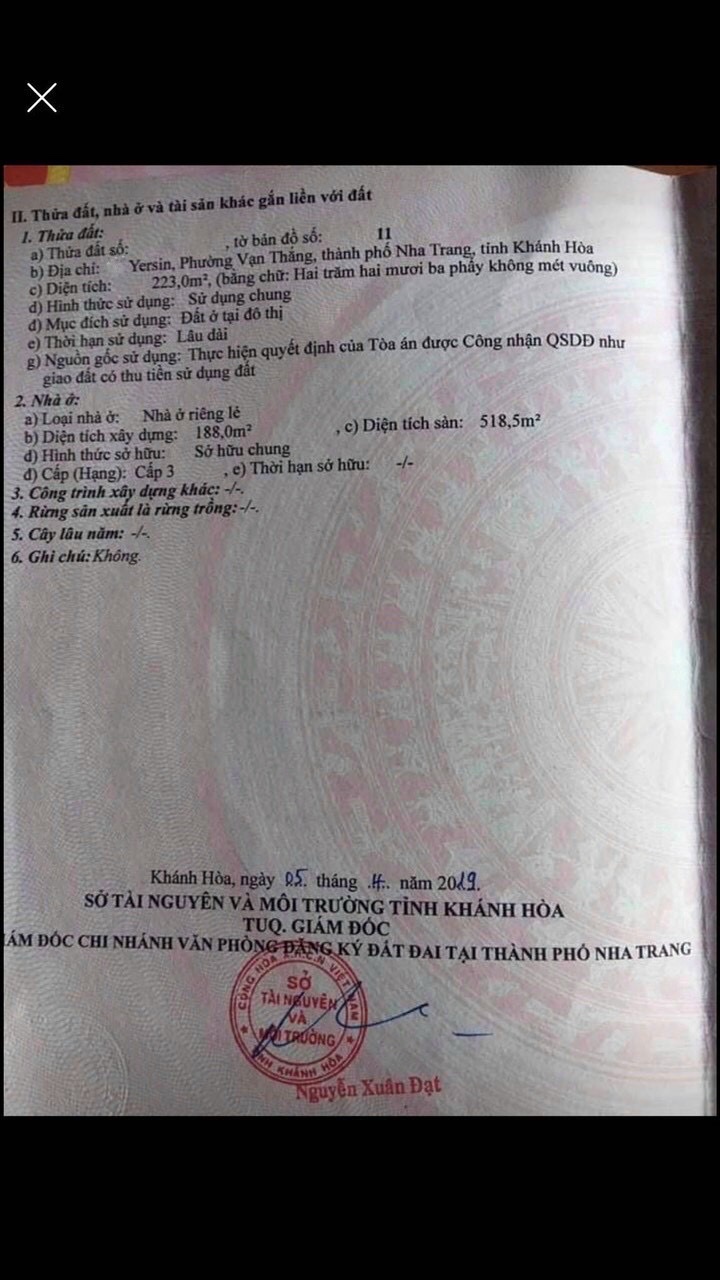 II. Thửa đất, nhà ở và tài sản khác gắn liền với đất
1. Thửa đất:
a) Thửa đất số: , tờ bản đồ số: 11
b) Địa chỉ: Yersin, Phường Vạn Thắng, thành phố Nha Trang, tỉnh Khánh Hòa
c) Diện tích: 223,0m², (bằng chữ: Hai trăm hai mươi ba phẩy không mét vuông)
d) Hình thức sử dụng: Sử dụng chung
đ) Mục đích sử dụng: Đất ở tại đô thị
e) Thời hạn sử dụng: Lâu dài
g) Nguồn gốc sử dụng: Thực hiện quyết định của Tòa án được Công nhận QSDĐ như
giao đất có thu tiền sử dụng đất
2. Nhà ở:
a) Loại nhà ở: Nhà ở riêng lẻ
b) Diện tích xây dựng: 188,0m² , c) Diện tích sàn: 518,5m²
d) Hình thức sở hữu: Sở hữu chung
đ) Cấp (Hạng): Cấp 3 , e) Thời hạn sở hữu: -/-
3. Công trình xây dựng khác: -/-.
4. Rừng sản xuất là rừng trồng: -/-.
5. Cây lâu năm: -/-.
6. Ghi chú: Không.
Khánh Hòa, ngày 05. tháng .4.. năm 2019.
SỞ TÀI NGUYÊN VÀ MÔI TRƯỜNG TỈNH KHÁNH HÒA
TUQ. GIÁM ĐỐC
IÁM ĐỐC CHI NHÁNH VĂN PHÒNG ĐĂNG KÝ ĐẤT ĐAI TẠI THÀNH PHỐ NHA TRANG
CỘNG HÒA X.H.C.N VIỆT NAM
SỞ
TÀI NGUYÊN
VÀ
MÔI TRƯỜNG
TỈNH KHÁNH HÒA
Nguyễn Xuân Đạt